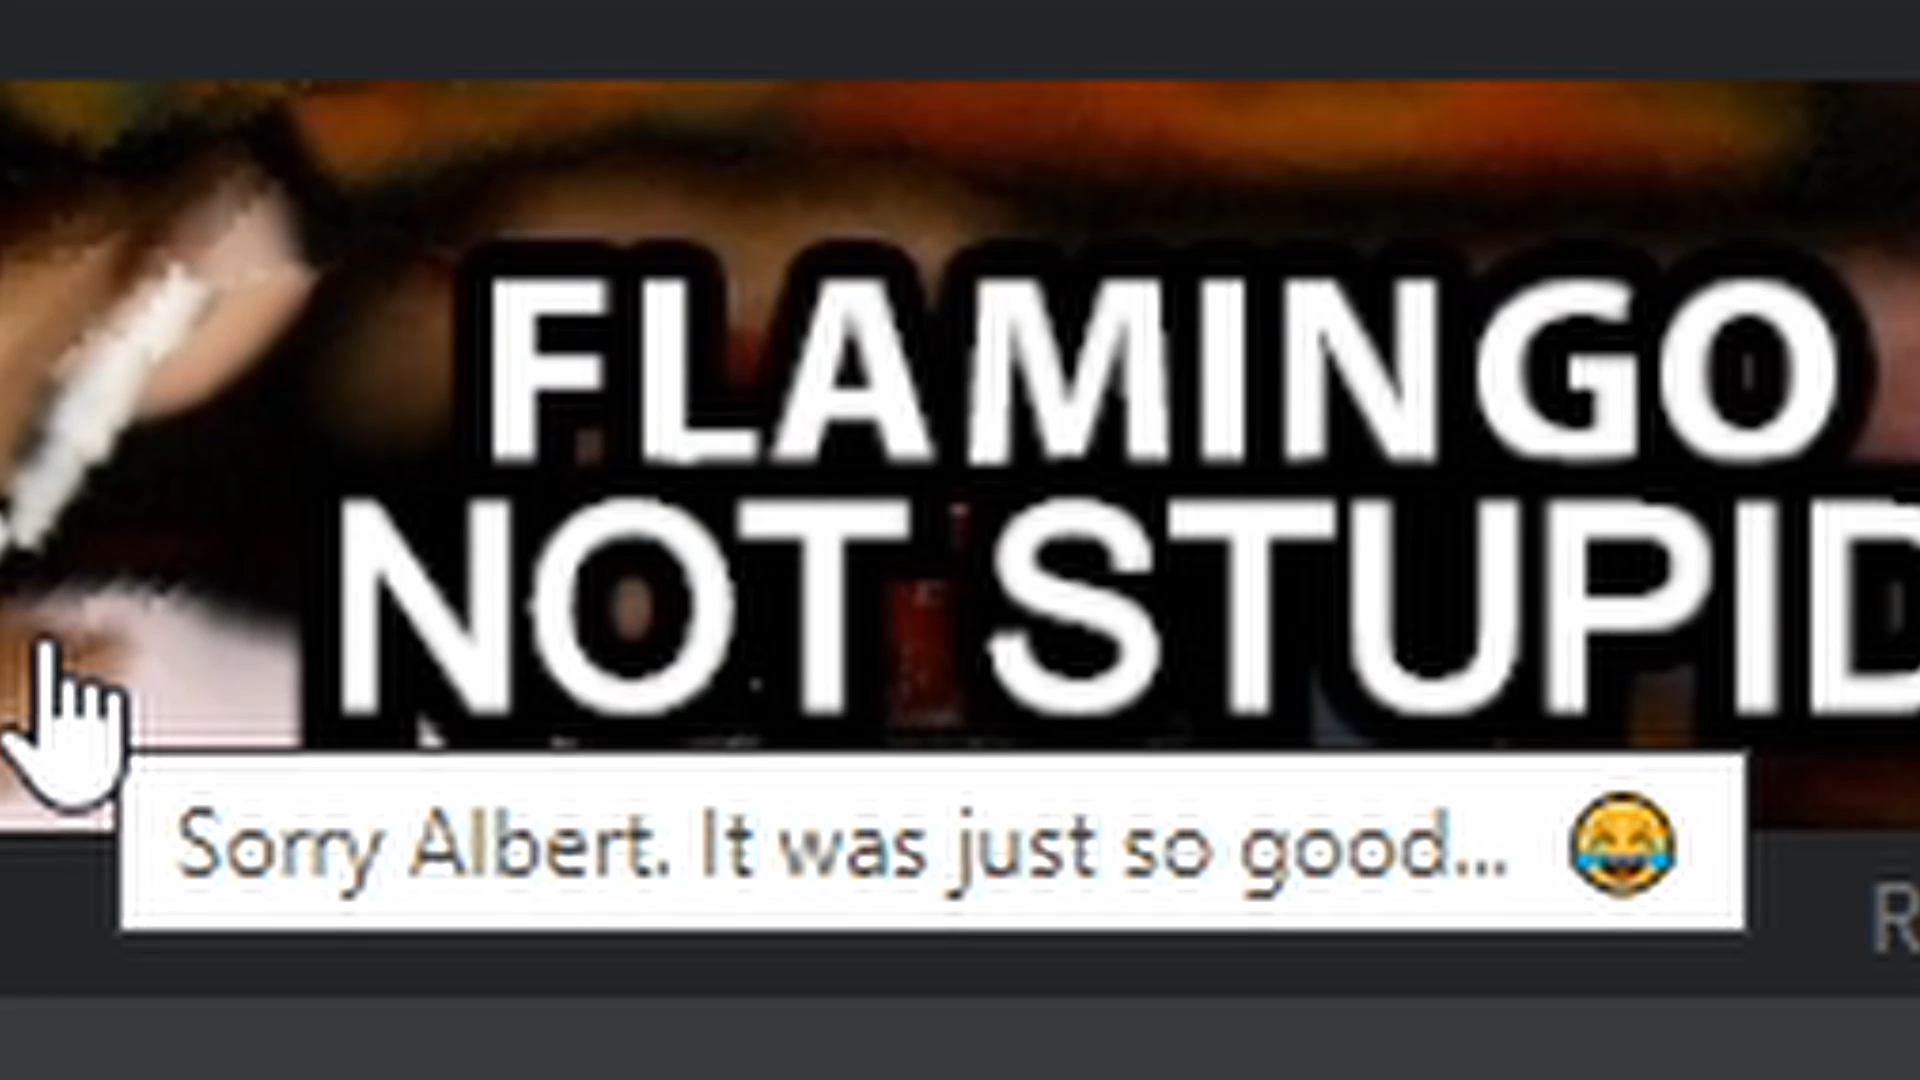 FLAMINGO
NOT STUPID
Sorry Albert. It was just so good... 😂
R